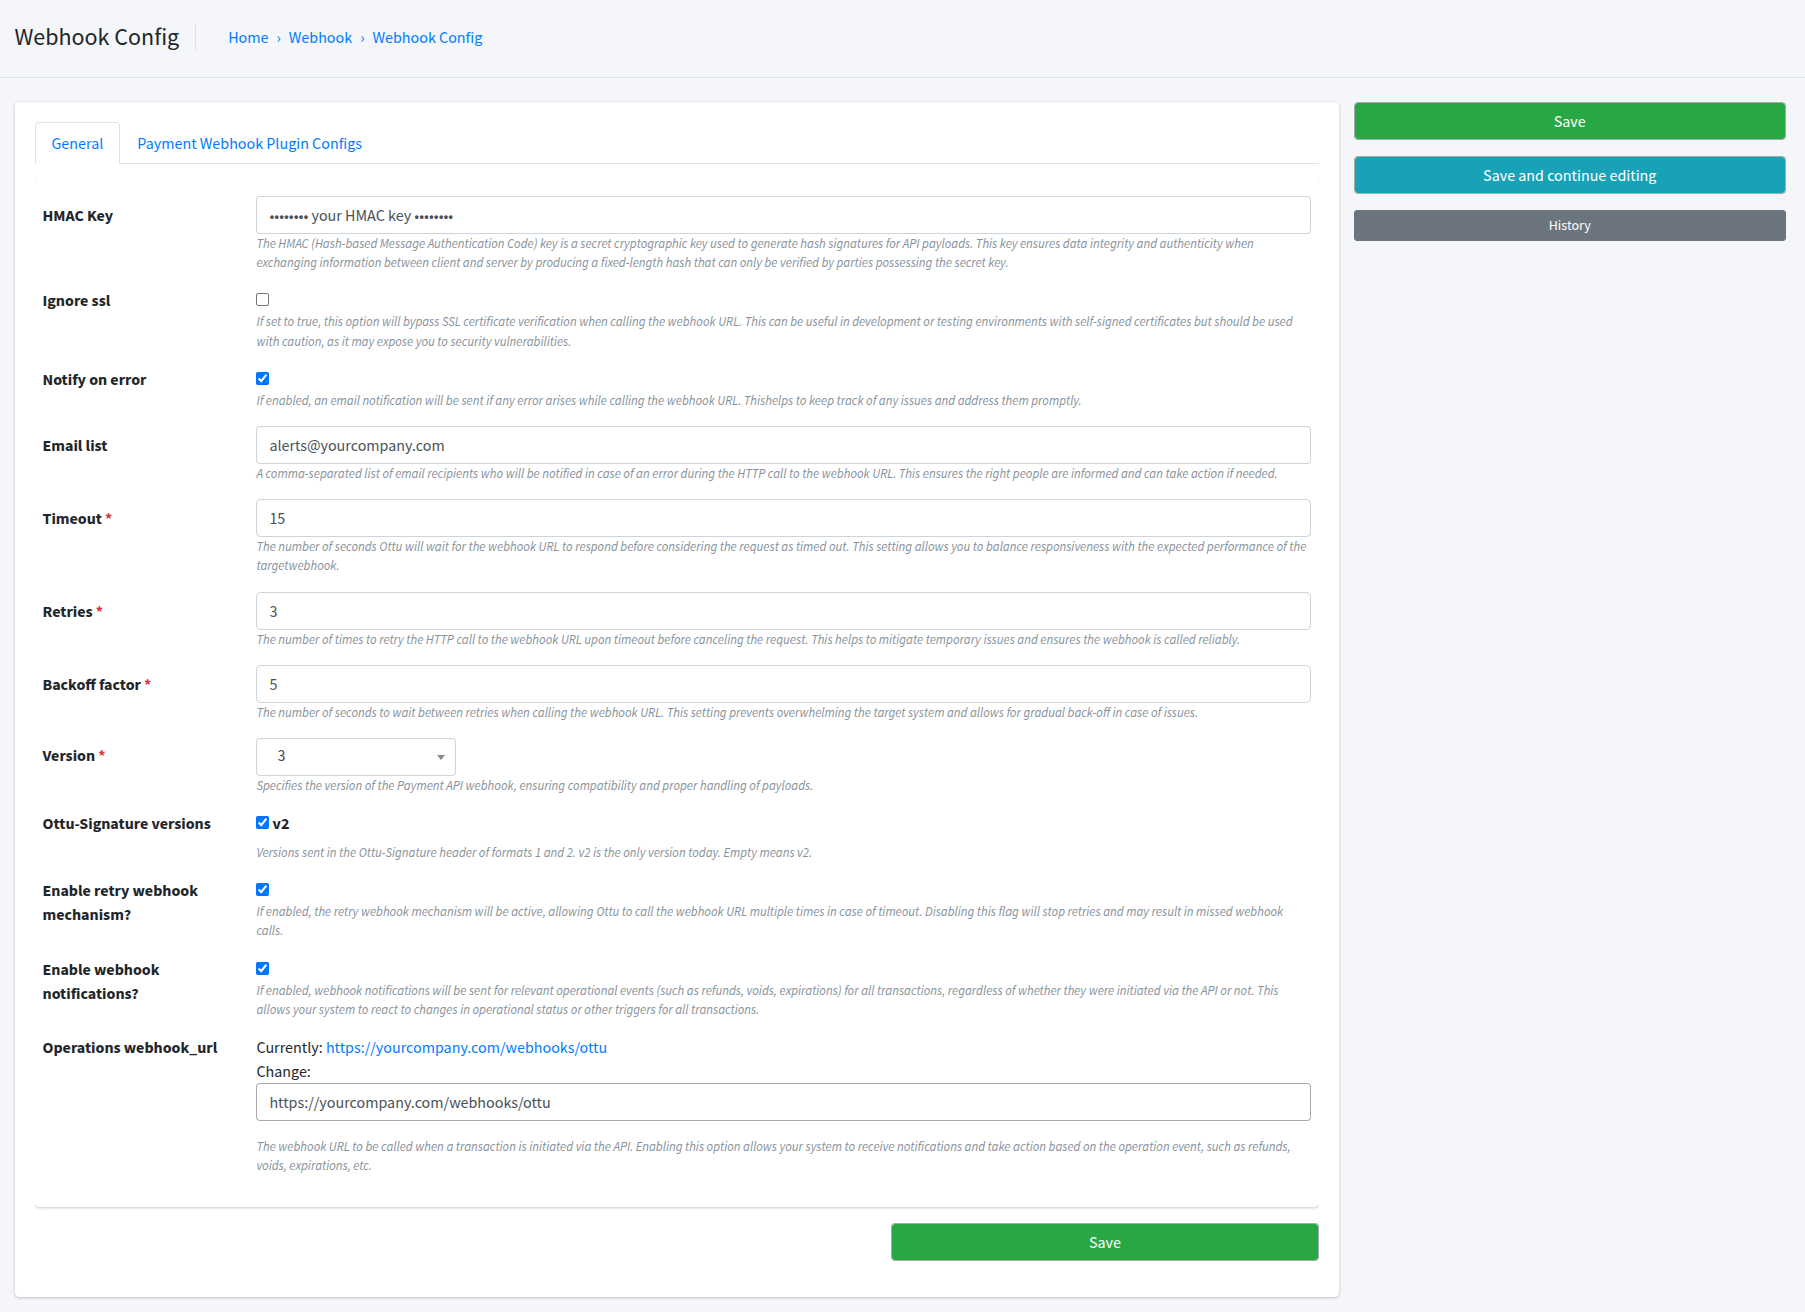 Webhook Config
Home › Webhook › Webhook Config
General
Payment Webhook Plugin Configs
Save
Save and continue editing
History
HMAC Key
•••••••• your HMAC key ••••••••
The HMAC (Hash-based Message Authentication Code) key is a secret cryptographic key used to generate hash signatures for API payloads. This key ensures data integrity and authenticity when
exchanging information between client and server by producing a fixed-length hash that can only be verified by parties possessing the secret key.
Ignore ssl
If set to true, this option will bypass SSL certificate verification when calling the webhook URL. This can be useful in development or testing environments with self-signed certificates but should be used
with caution, as it may expose you to security vulnerabilities.
Notify on error
If enabled, an email notification will be sent if any error arises while calling the webhook URL. Thishelps to keep track of any issues and address them promptly.
Email list
alerts@yourcompany.com
A comma-separated list of email recipients who will be notified in case of an error during the HTTP call to the webhook URL. This ensures the right people are informed and can take action if needed.
Timeout *
15
The number of seconds Ottu will wait for the webhook URL to respond before considering the request as timed out. This setting allows you to balance responsiveness with the expected performance of the
targetwebhook.
Retries *
3
The number of times to retry the HTTP call to the webhook URL upon timeout before canceling the request. This helps to mitigate temporary issues and ensures the webhook is called reliably.
Backoff factor *
5
The number of seconds to wait between retries when calling the webhook URL. This setting prevents overwhelming the target system and allows for gradual back-off in case of issues.
Version *
3
Specifies the version of the Payment API webhook, ensuring compatibility and proper handling of payloads.
Ottu-Signature versions
v2
Versions sent in the Ottu-Signature header of formats 1 and 2. v2 is the only version today. Empty means v2.
Enable retry webhook
mechanism?
If enabled, the retry webhook mechanism will be active, allowing Ottu to call the webhook URL multiple times in case of timeout. Disabling this flag will stop retries and may result in missed webhook
calls.
Enable webhook
notifications?
If enabled, webhook notifications will be sent for relevant operational events (such as refunds, voids, expirations) for all transactions, regardless of whether they were initiated via the API or not. This
allows your system to react to changes in operational status or other triggers for all transactions.
Operations webhook_url
Currently: https://yourcompany.com/webhooks/ottu
Change:
https://yourcompany.com/webhooks/ottu
The webhook URL to be called when a transaction is initiated via the API. Enabling this option allows your system to receive notifications and take action based on the operation event, such as refunds,
voids, expirations, etc.
Save